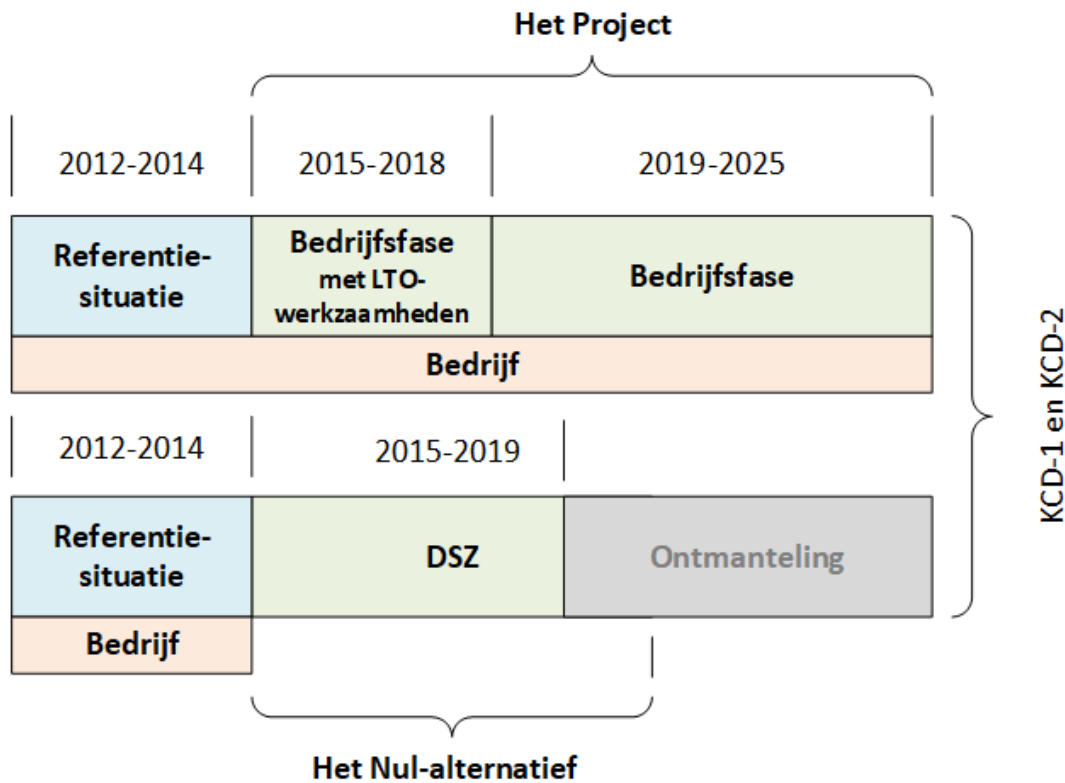 Het Project
2012-2014
2015-2018
2019-2025
Referentie-
situatie
Bedrijfsfase
met LTO-
werkzaamheden
Bedrijfsfase
Bedrijf
KCD-1 en KCD-2
2012-2014
2015-2019
Referentie-
situatie
DSZ
Ontmanteling
Bedrijf
Het Nul-alternatief